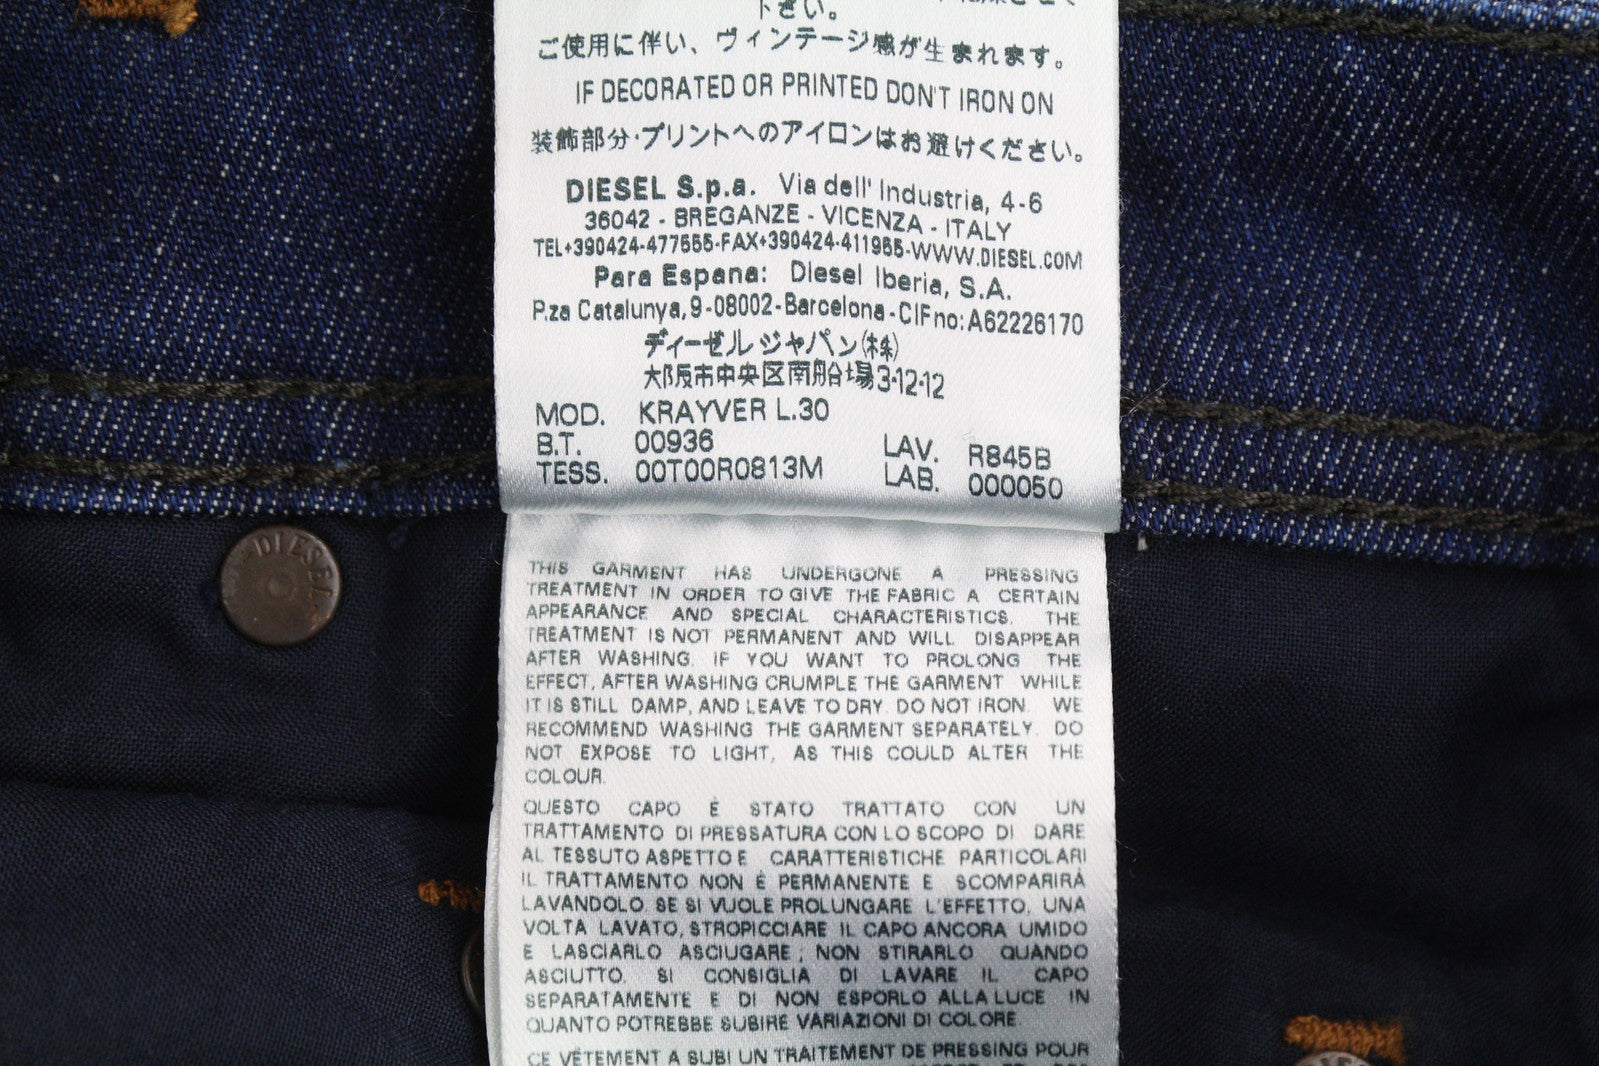 下さい。
ご使用に伴い、ヴィンテージ感が生まれます。
IF DECORATED OR PRINTED DON'T IRON ON
装飾部分・プリントへのアイロンはお避けください。
DIESEL S.p.a. Via dell' Industria, 4-6
36042 - BREGANZE - VICENZA - ITALY
TEL+390424-477555-FAX+390424-411955-WWW.DIESEL.COM
Para Espana: Diesel Iberia, S.A.
P.za Catalunya, 9-08002-Barcelona-CIFno:A62226170
ディーゼル ジャパン(株)
大阪市中央区南船場3-12-12
MOD. KRAYVER L.30
B.T. 00936 LAV. R845B
TESS. 00T00R0813M LAB. 000050
DIESEL
THIS GARMENT HAS UNDERGONE A PRESSING
TREATMENT IN ORDER TO GIVE THE FABRIC A CERTAIN
APPEARANCE AND SPECIAL CHARACTERISTICS. THE
TREATMENT IS NOT PERMANENT AND WILL DISAPPEAR
AFTER WASHING. IF YOU WANT TO PROLONG THE
EFFECT, AFTER WASHING CRUMPLE THE GARMENT WHILE
IT IS STILL DAMP, AND LEAVE TO DRY. DO NOT IRON. WE
RECOMMEND WASHING THE GARMENT SEPARATELY. DO
NOT EXPOSE TO LIGHT, AS THIS COULD ALTER THE
COLOUR.
QUESTO CAPO É STATO TRATTATO CON UN
TRATTAMENTO DI PRESSATURA CON LO SCOPO DI DARE
AL TESSUTO ASPETTO E CARATTERISTICHE PARTICOLARI
IL TRATTAMENTO NON É PERMANENTE E SCOMPARIRÁ
LAVANDOLO. SE SI VUOLE PROLUNGARE L'EFFETTO, UNA
VOLTA LAVATO, STROPICCIARE IL CAPO ANCORA UMIDO
E LASCIARLO ASCIUGARE; NON STIRARLO QUANDO
ASCIUTTO. SI CONSIGLIA DI LAVARE IL CAPO
SEPARATAMENTE E DI NON ESPORLO ALLA LUCE IN
QUANTO POTREBBE SUBIRE VARIAZIONI DI COLORE.
CE VÊTEMENT A SUBI UN TRAITEMENT DE PRESSING POUR